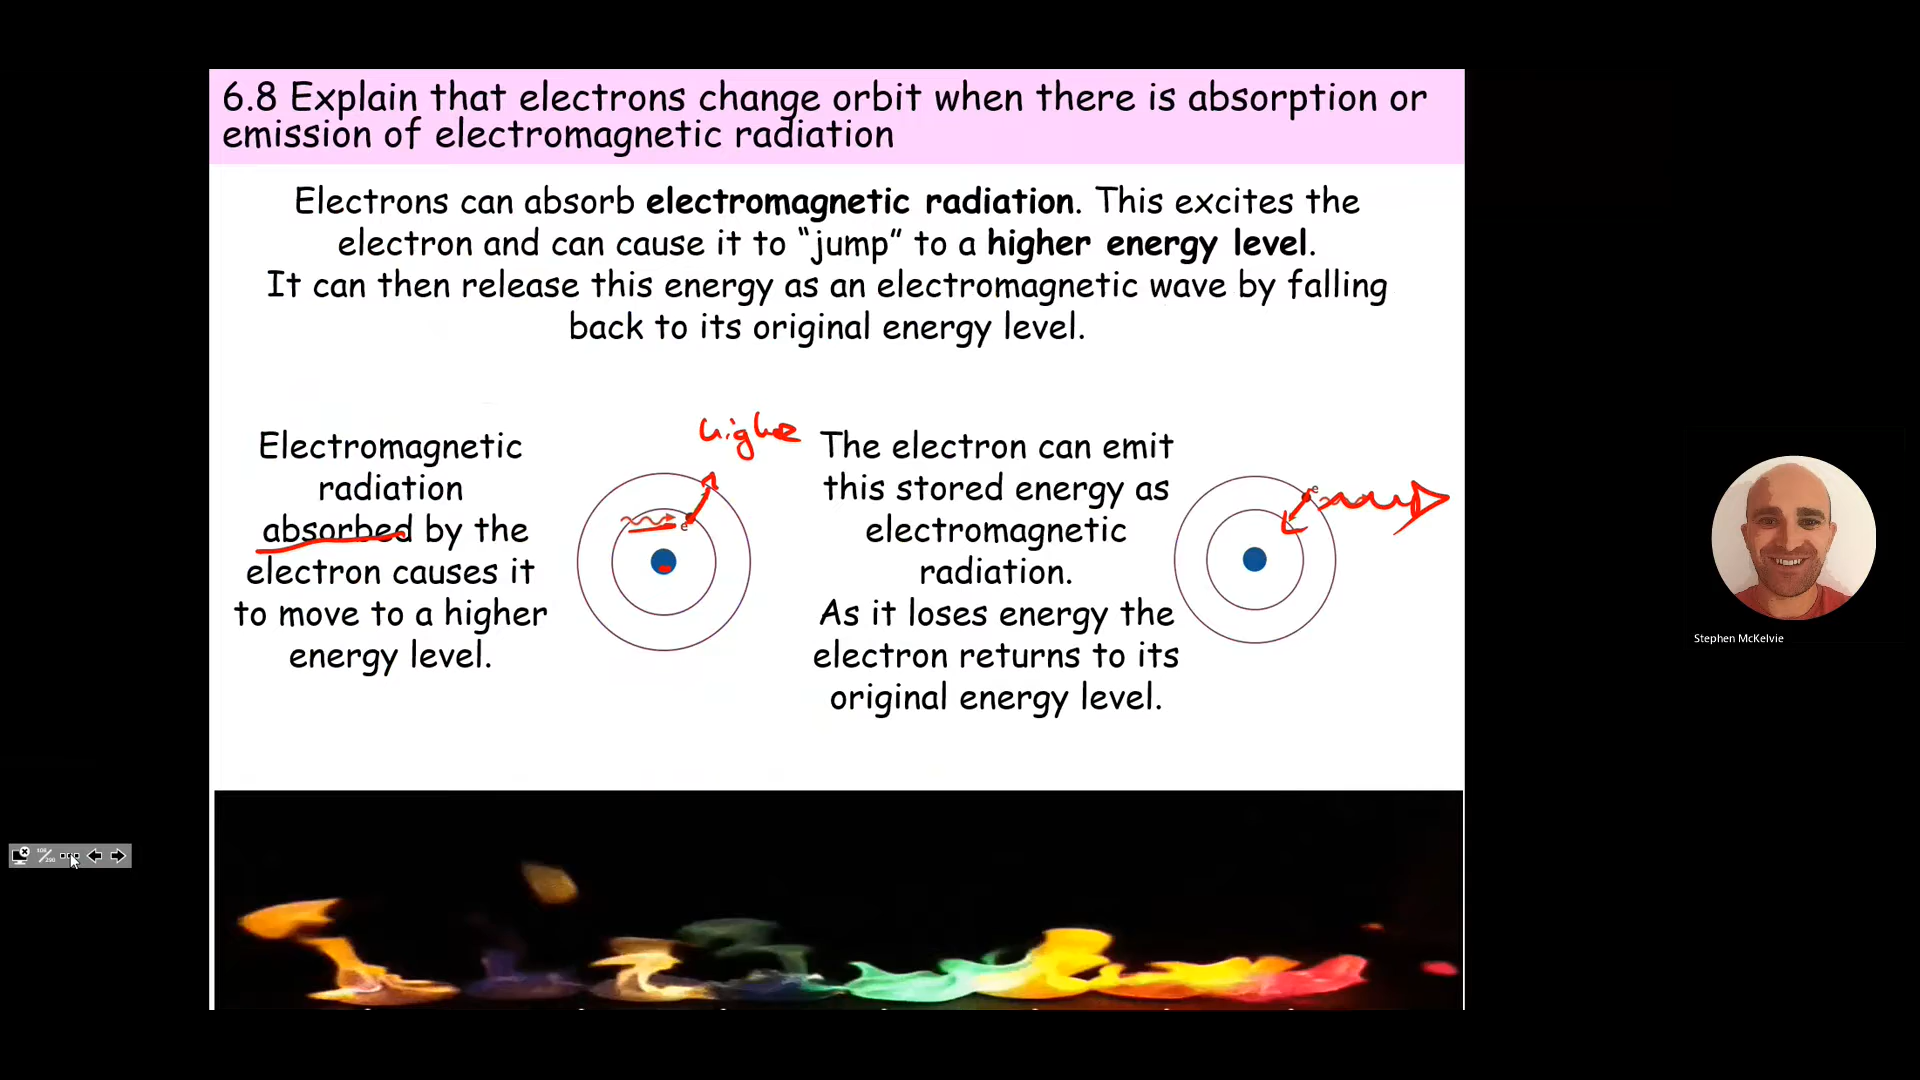 6.8 Explain that electrons change orbit when there is absorption or
emission of electromagnetic radiation
Electrons can absorb electromagnetic radiation. This excites the
electron and can cause it to “jump” to a higher energy level.
It can then release this energy as an electromagnetic wave by falling
back to its original energy level.
Electromagnetic
radiation
absorbed by the
electron causes it
to move to a higher
energy level.
higher
e
The electron can emit
this stored energy as
electromagnetic
radiation.
As it loses energy the
electron returns to its
original energy level.
e
Stephen McKelvie